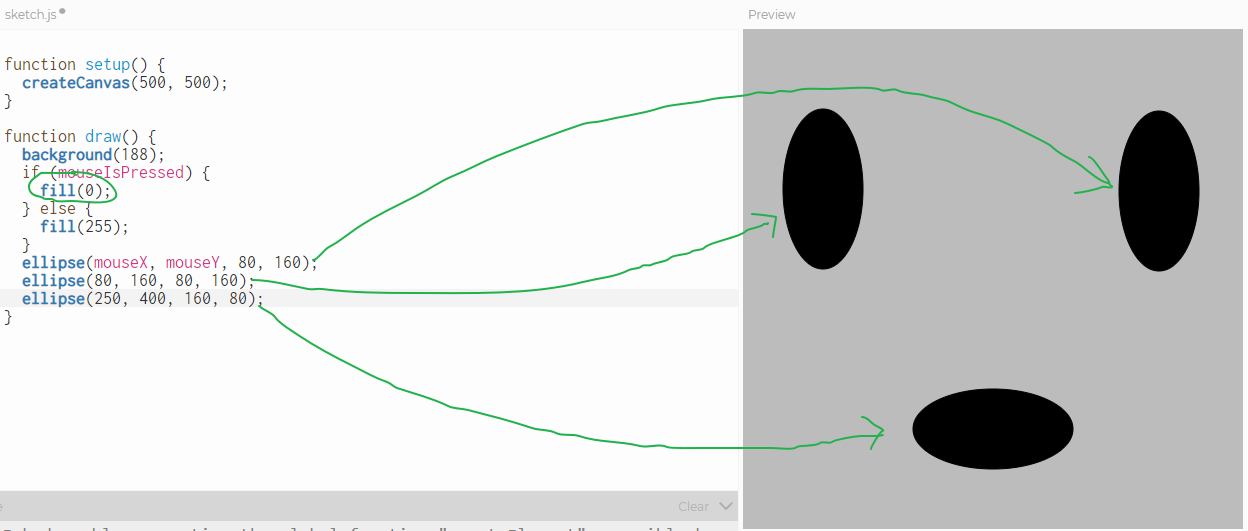 sketch.js
Preview
function setup() {
createCanvas(500, 500);
}
function draw() {
background(188);
if (mouseIsPressed) {
fill(0);
} else {
fill(255);
}
ellipse(mouseX, mouseY, 80, 160);
ellipse(80, 160, 80, 160);
ellipse(250, 400, 160, 80);
}
Clear